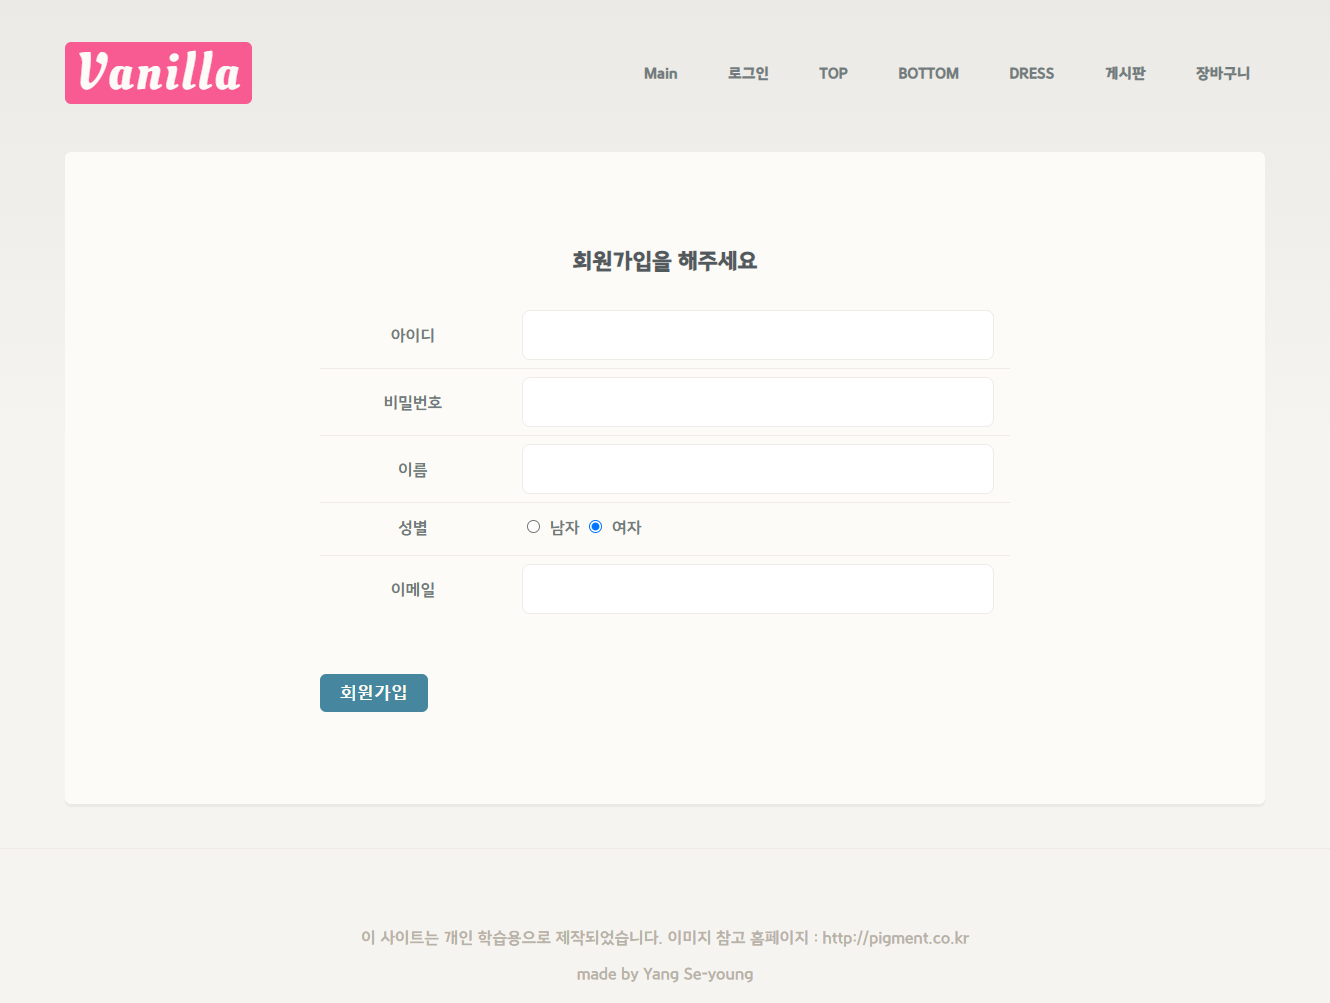 Vanilla
Main 로그인 TOP BOTTOM DRESS 게시판 장바구니
회원가입을 해주세요
아이디
비밀번호
이름
성별 남자 여자
이메일
회원가입
이 사이트는 개인 학습용으로 제작되었습니다. 이미지 참고 홈페이지 : http://pigment.co.kr
made by Yang Se-young